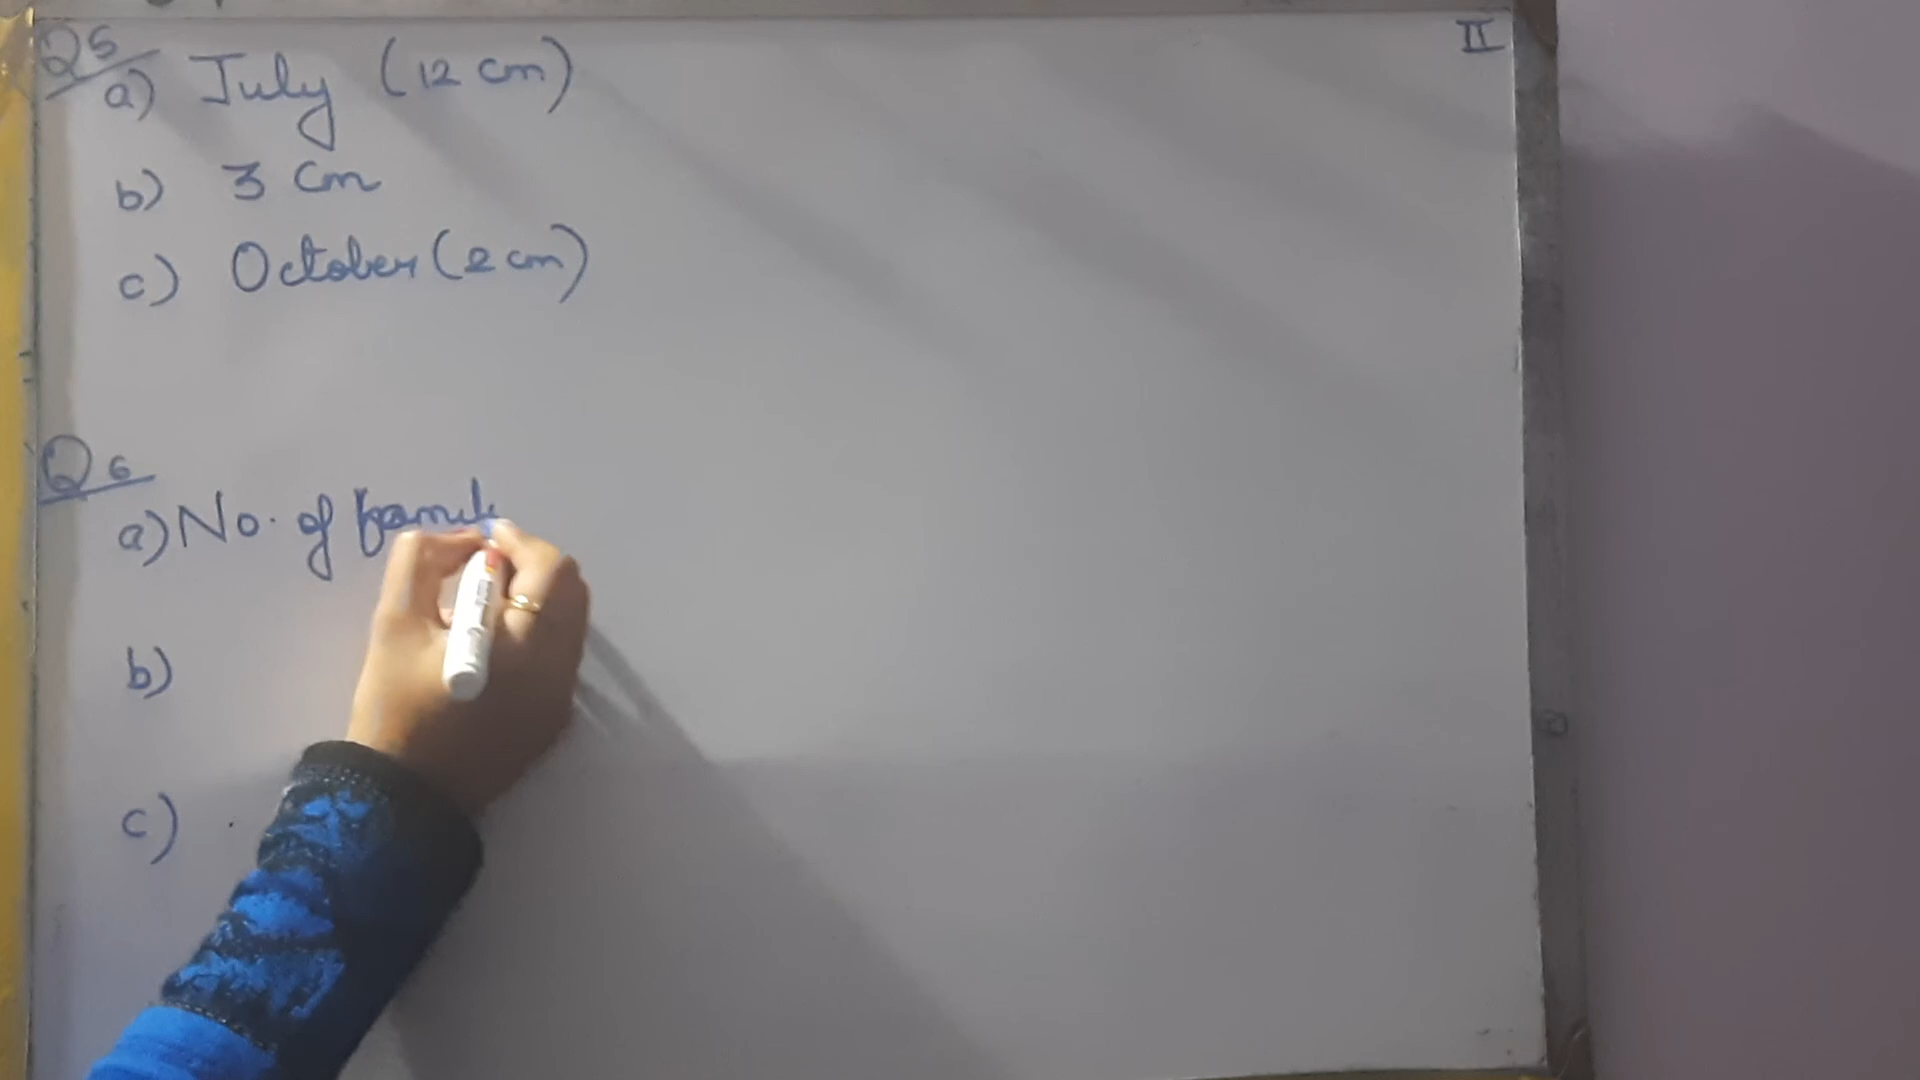 Q5
II
a) July (12 cm)
b) 3 cm
c) October (2 cm)
Q6
a) No. of
b)
c)